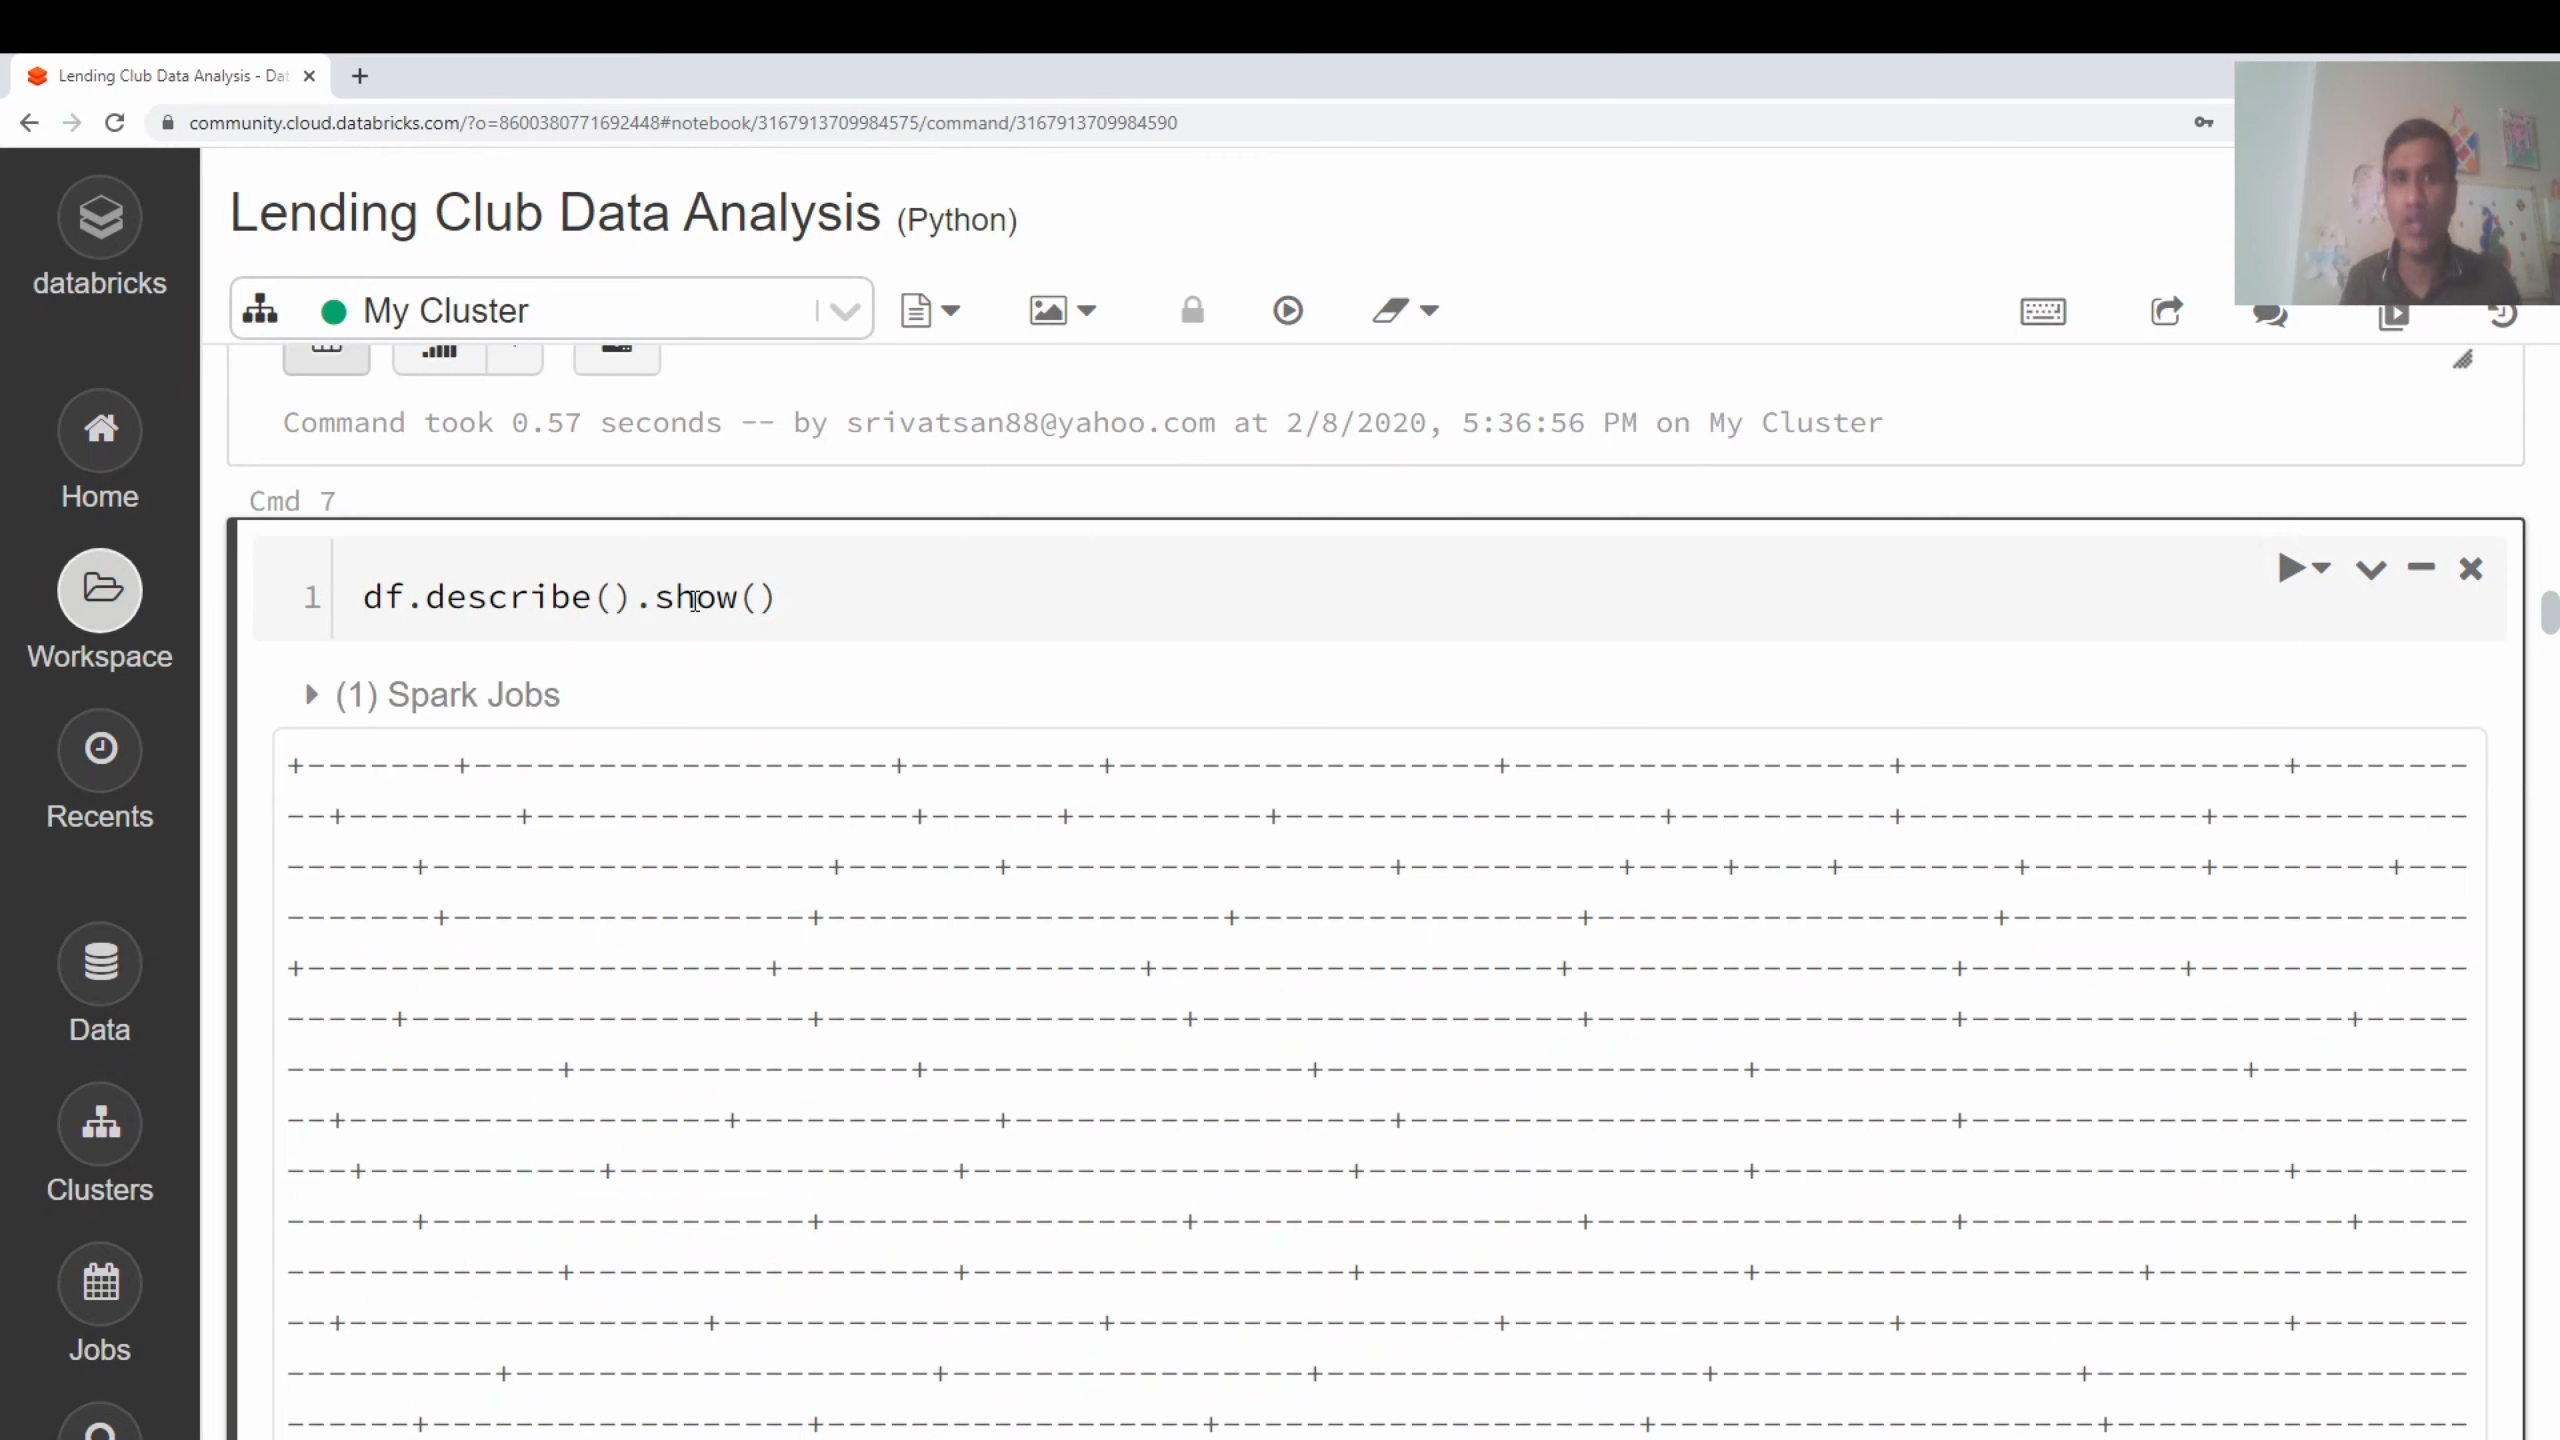 Lending Club Data Analysis - Dat
community.cloud.databricks.com/?o=8600380771692448#notebook/3167913709984575/command/3167913709984590
databricks
Home
Workspace
Recents
Data
Clusters
Jobs
Lending Club Data Analysis (Python)
My Cluster
Command took 0.57 seconds -- by srivatsan88@yahoo.com at 2/8/2020, 5:36:56 PM on My Cluster
Cmd 7
1 df.describe().show()
(1) Spark Jobs